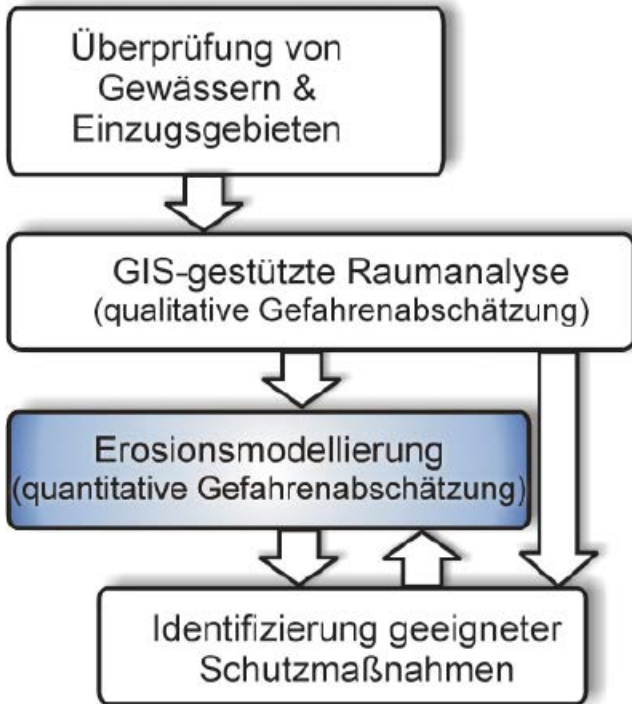 Überprüfung von
Gewässern &
Einzugsgebieten
GIS-gestützte Raumanalyse
(qualitative Gefahrenabschätzung)
Erosionsmodellierung
(quantitative Gefahrenabschätzung)
Identifizierung geeigneter
Schutzmaßnahmen